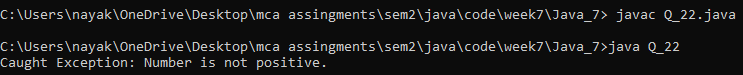 C:\Users\nayak\OneDrive\Desktop\mca assingments\sem2\java\code\week7\Java_7> javac Q_22.java
C:\Users\nayak\OneDrive\Desktop\mca assingments\sem2\java\code\week7\Java_7>java Q_22
Caught Exception: Number is not positive.